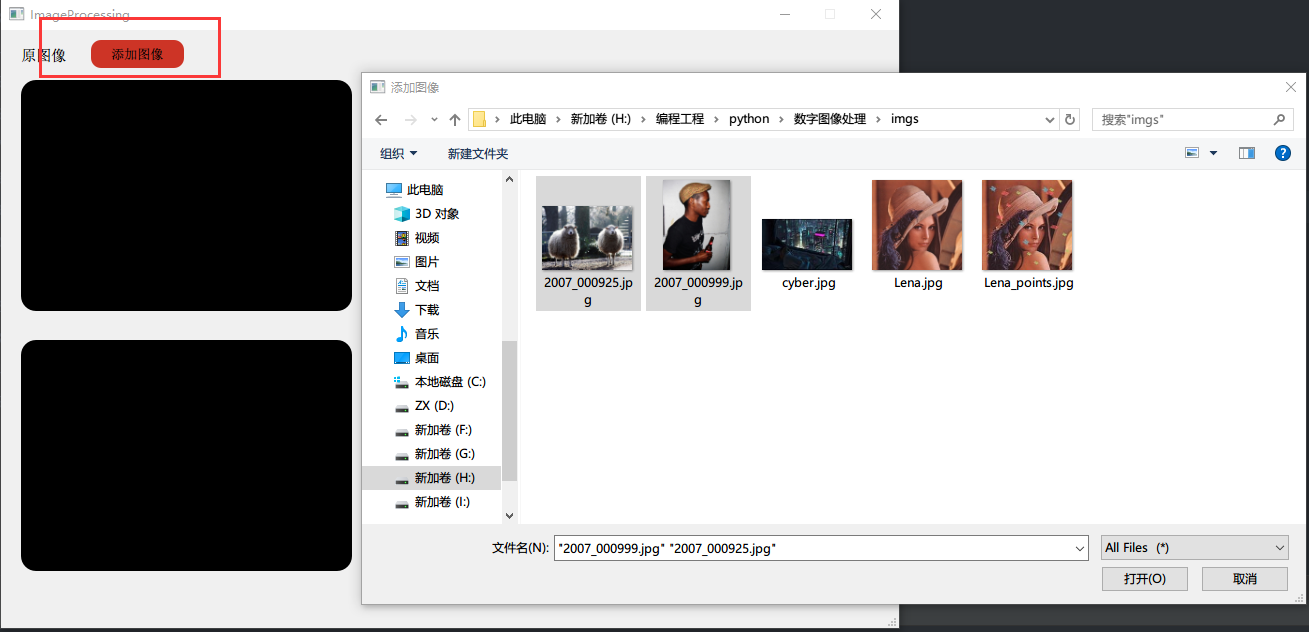 ImageProcessing
原图像
添加图像
添加图像
此电脑
新加卷 (H:)
编程工程
python
数字图像处理
imgs
搜索"imgs"
组织
新建文件夹
此电脑
3D 对象
视频
图片
文档
下载
音乐
桌面
本地磁盘 (C:)
ZX (D:)
新加卷 (F:)
新加卷 (G:)
新加卷 (H:)
新加卷 (I:)
2007_000925.jp
g
2007_000999.jp
g
cyber.jpg
Lena.jpg
Lena_points.jpg
文件名(N):
"2007_000999.jpg" "2007_000925.jpg"
All Files (*)
打开(O)
取消